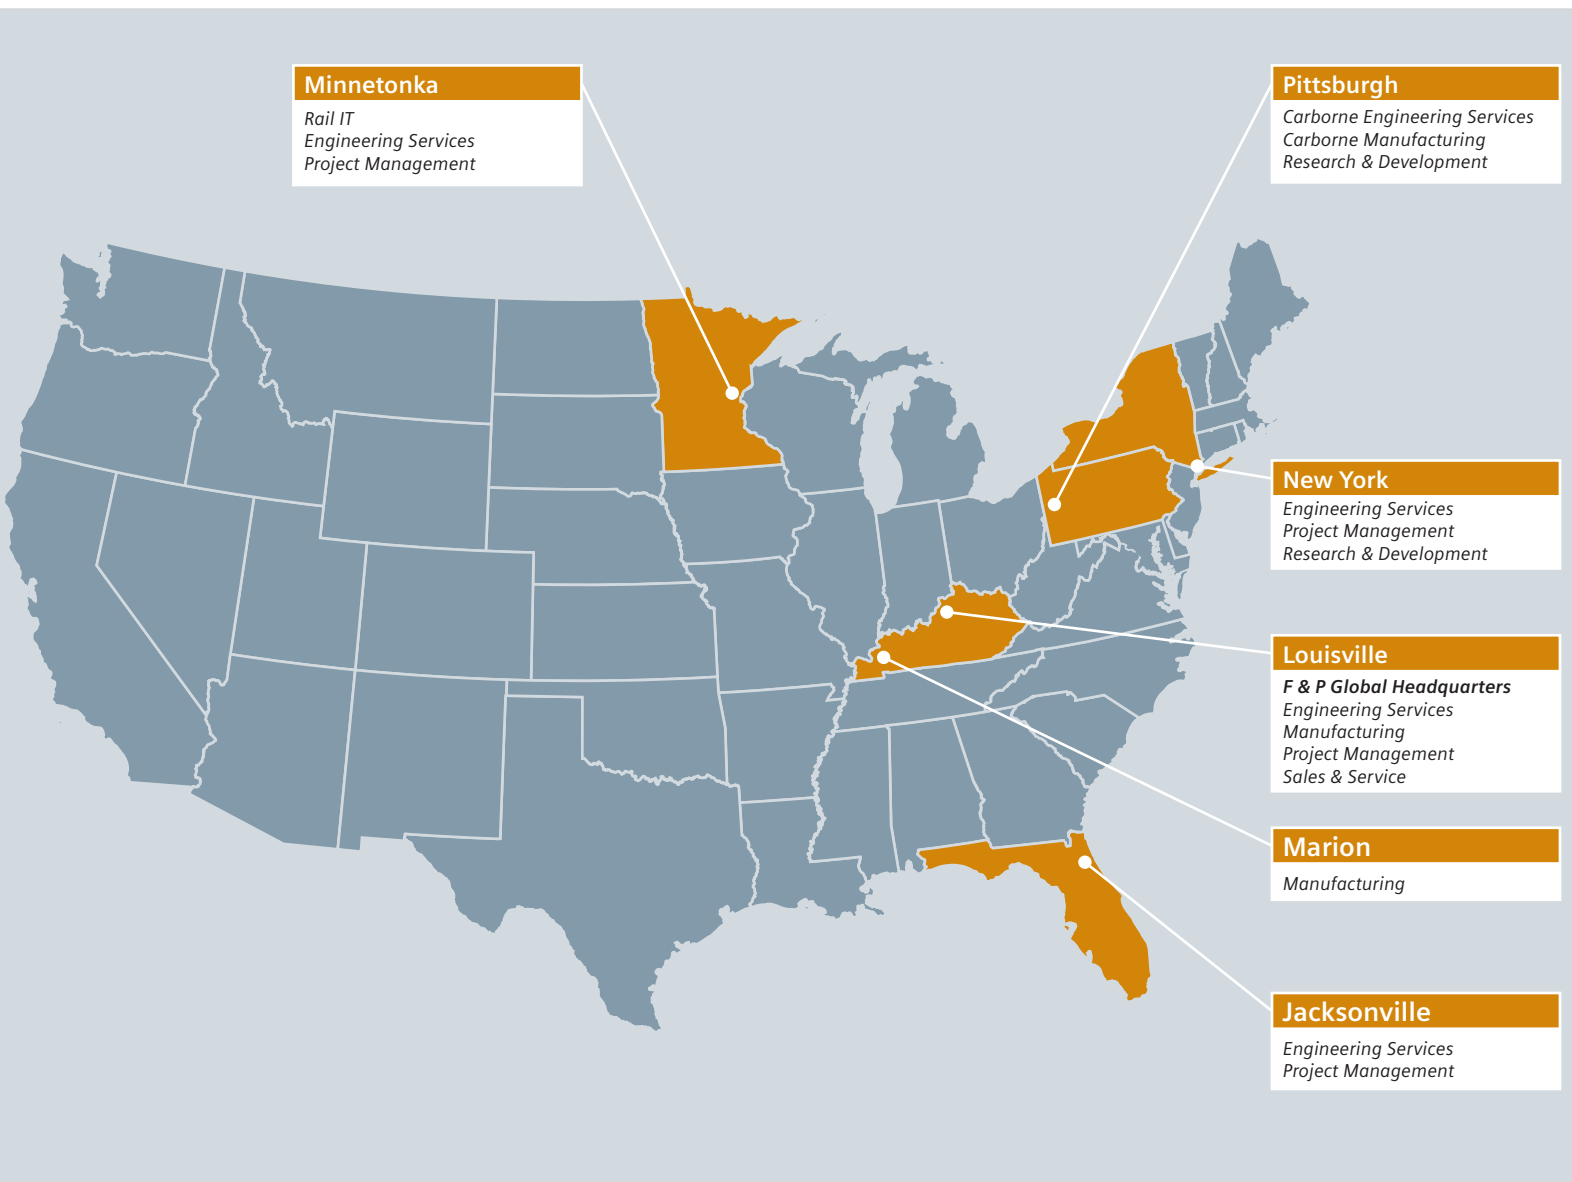 Minnetonka
Rail IT
Engineering Services
Project Management
Pittsburgh
Carborne Engineering Services
Carborne Manufacturing
Research & Development
New York
Engineering Services
Project Management
Research & Development
Louisville
F & P Global Headquarters
Engineering Services
Manufacturing
Project Management
Sales & Service
Marion
Manufacturing
Jacksonville
Engineering Services
Project Management